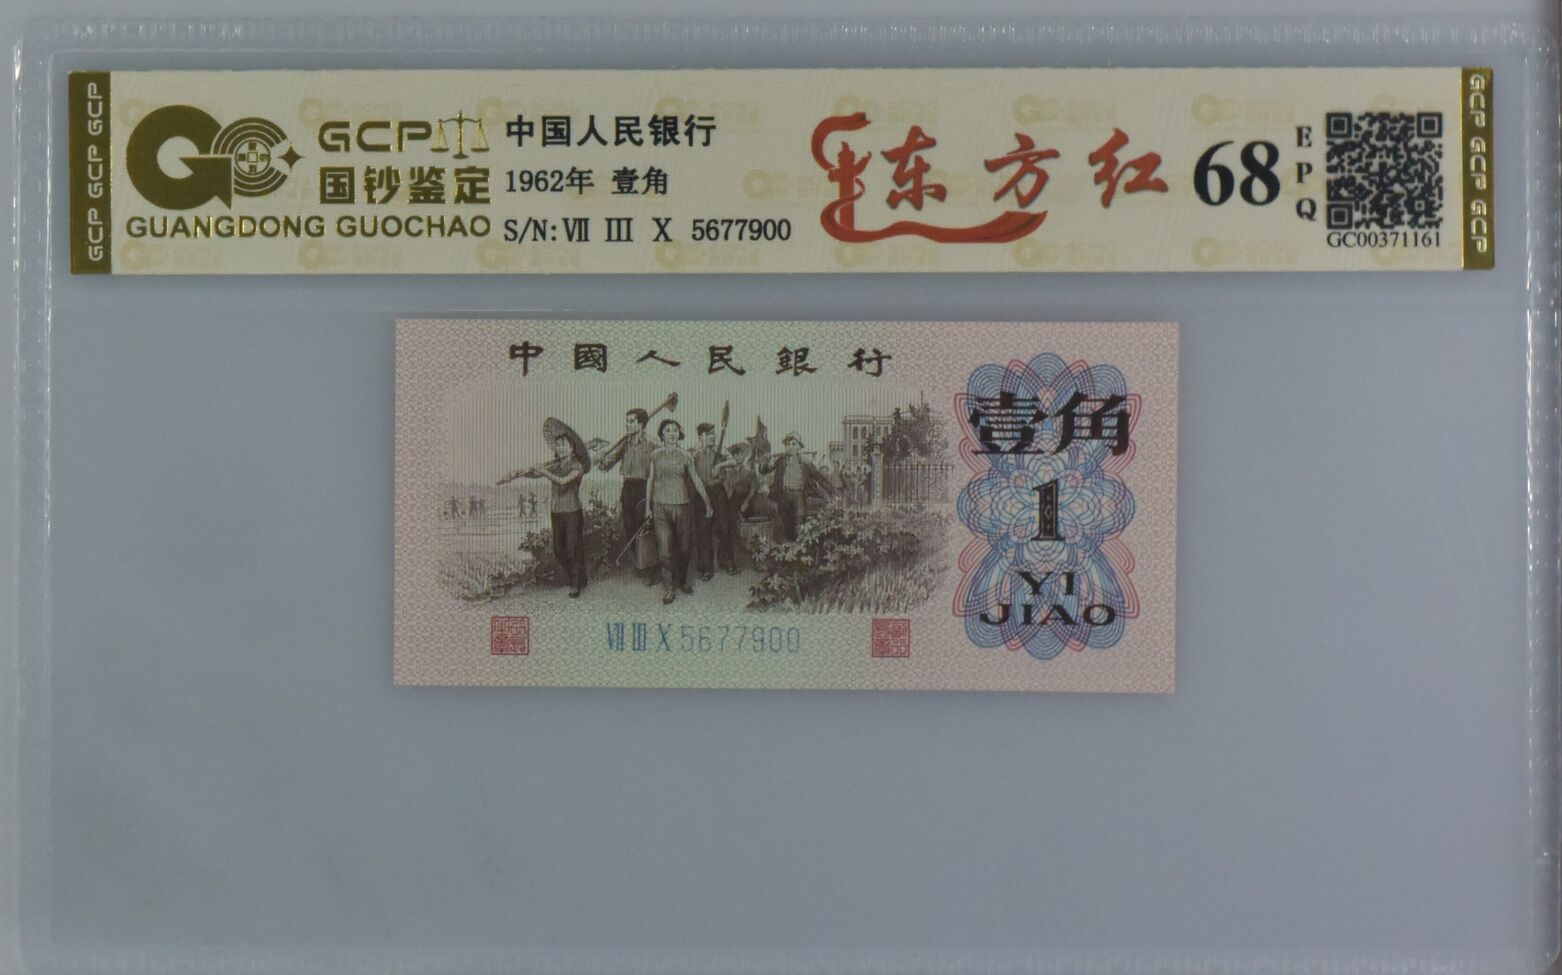 GCP GCP GCP
GCP
国钞鉴定
GUANGDONG GUOCHAO
中国人民银行
1962年 壹角
S/N: Ⅶ Ⅲ Ⅹ 5677900
东方红
68
EPQ
GC00371161
GCP GCP GCP
中國人民銀行
壹角
1
YI
JIAO
Ⅶ Ⅲ Ⅹ 5677900